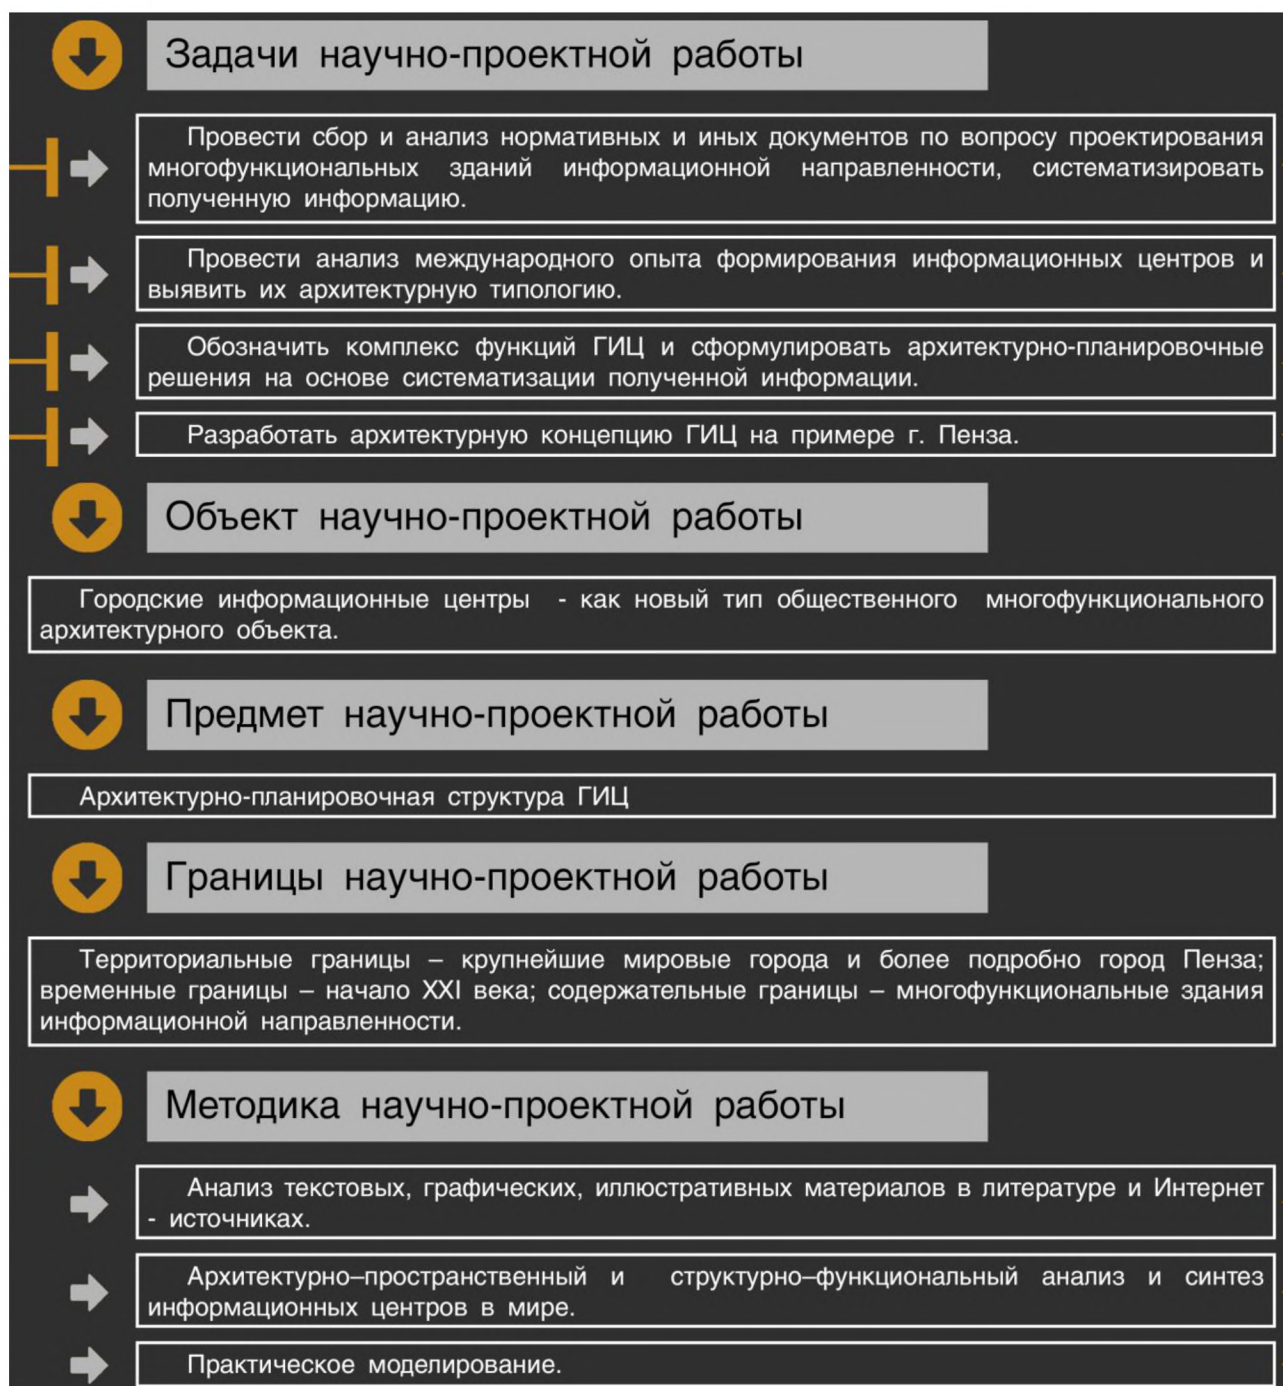 Задачи научно-проектной работы
Провести сбор и анализ нормативных и иных документов по вопросу проектирования
многофункциональных зданий информационной направленности, систематизировать
полученную информацию.
Провести анализ международного опыта формирования информационных центров и
выявить их архитектурную типологию.
Обозначить комплекс функций ГИЦ и сформулировать архитектурно-планировочные
решения на основе систематизации полученной информации.
Разработать архитектурную концепцию ГИЦ на примере г. Пенза.
Объект научно-проектной работы
Городские информационные центры - как новый тип общественного многофункционального
архитектурного объекта.
Предмет научно-проектной работы
Архитектурно-планировочная структура ГИЦ
Границы научно-проектной работы
Территориальные границы – крупнейшие мировые города и более подробно город Пенза;
временные границы – начало XXI века; содержательные границы – многофункциональные здания
информационной направленности.
Методика научно-проектной работы
Анализ текстовых, графических, иллюстративных материалов в литературе и Интернет
- источниках.
Архитектурно–пространственный и структурно–функциональный анализ и синтез
информационных центров в мире.
Практическое моделирование.